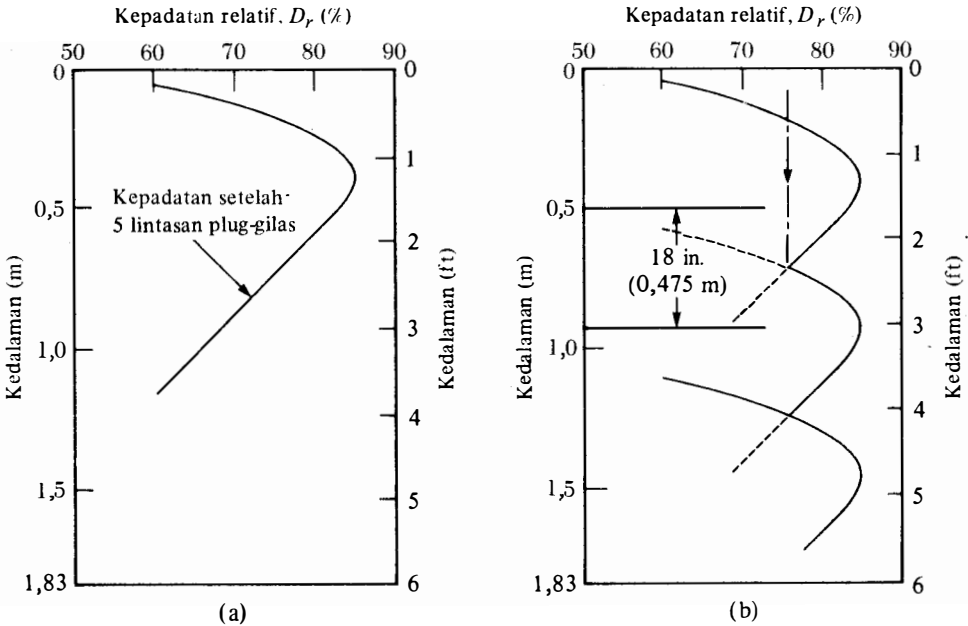 Kepadatan relatif, Dr (%)
50 60 70 80 90
0 0
0,5
1,0
1,5
1,83
1
2
3
4
5
6
Kedalaman (m)
Kedalaman (ft)
Kepadatan setelah-
5 lintasan plug-gilas
(a)
Kepadatan relatif, Dr (%)
50 60 70 80 90
0 0
0,5
1,0
1,5
1,83
1
2
3
4
5
6
Kedalaman (m)
Kedalaman (ft)
18 in.
(0,475 m)
(b)